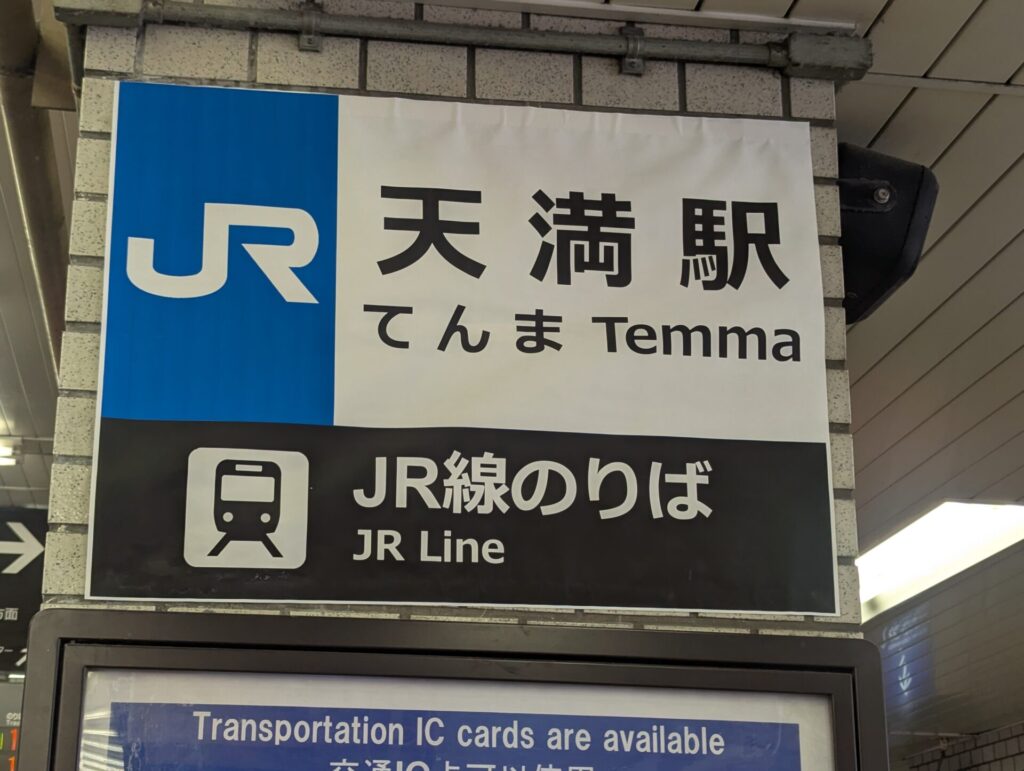 JR
天満駅
てんま Temma
JR線のりば
JR Line
Transportation IC cards are available